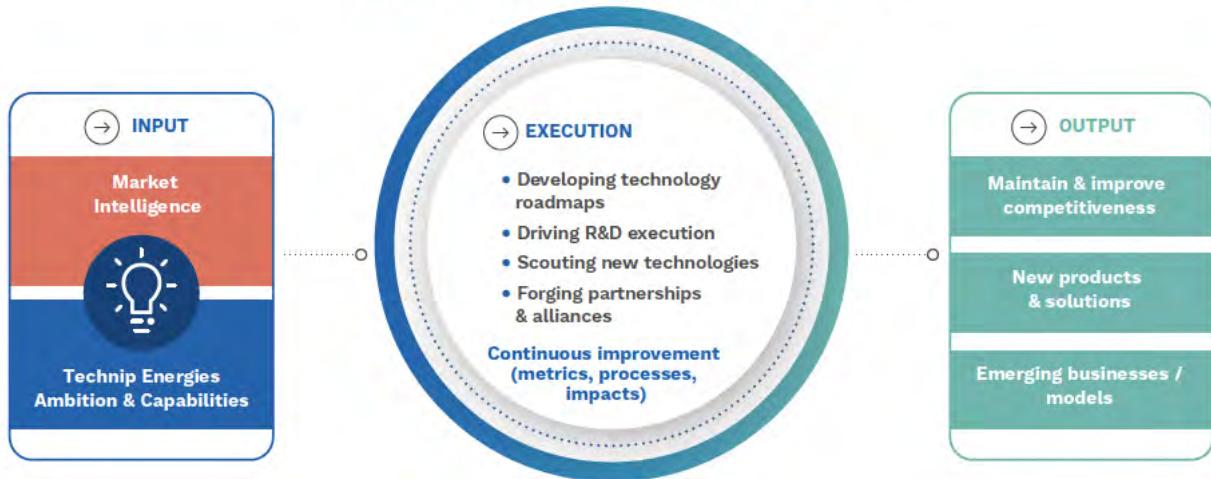 INPUT
Market
Intelligence
Technip Energies
Ambition & Capabilities
EXECUTION
• Developing technology
roadmaps
• Driving R&D execution
• Scouting new technologies
• Forging partnerships
& alliances
Continuous improvement
(metrics, processes,
impacts)
OUTPUT
Maintain & improve
competitiveness
New products
& solutions
Emerging businesses /
models